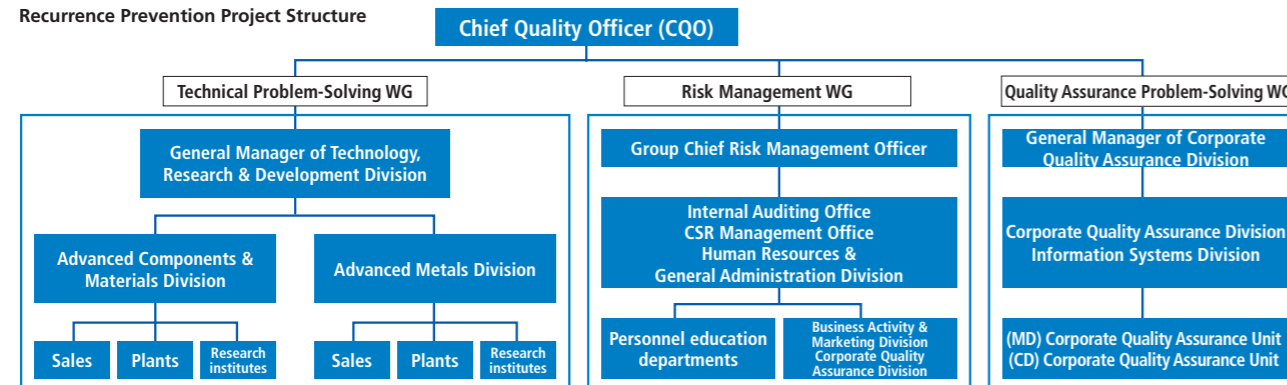 Recurrence Prevention Project Structure
Chief Quality Officer (CQO)
Technical Problem-Solving WG
General Manager of Technology,
Research & Development Division
Advanced Components &
Materials Division
Sales
Plants
Research
institutes
Advanced Metals Division
Sales
Plants
Research
institutes
Risk Management WG
Group Chief Risk Management Officer
Internal Auditing Office
CSR Management Office
Human Resources &
General Administration Division
Personnel education
departments
Business Activity &
Marketing Division
Corporate Quality
Assurance Division
Quality Assurance Problem-Solving WG
General Manager of Corporate
Quality Assurance Division
Corporate Quality Assurance Division
Information Systems Division
(MD) Corporate Quality Assurance Unit
(CD) Corporate Quality Assurance Unit